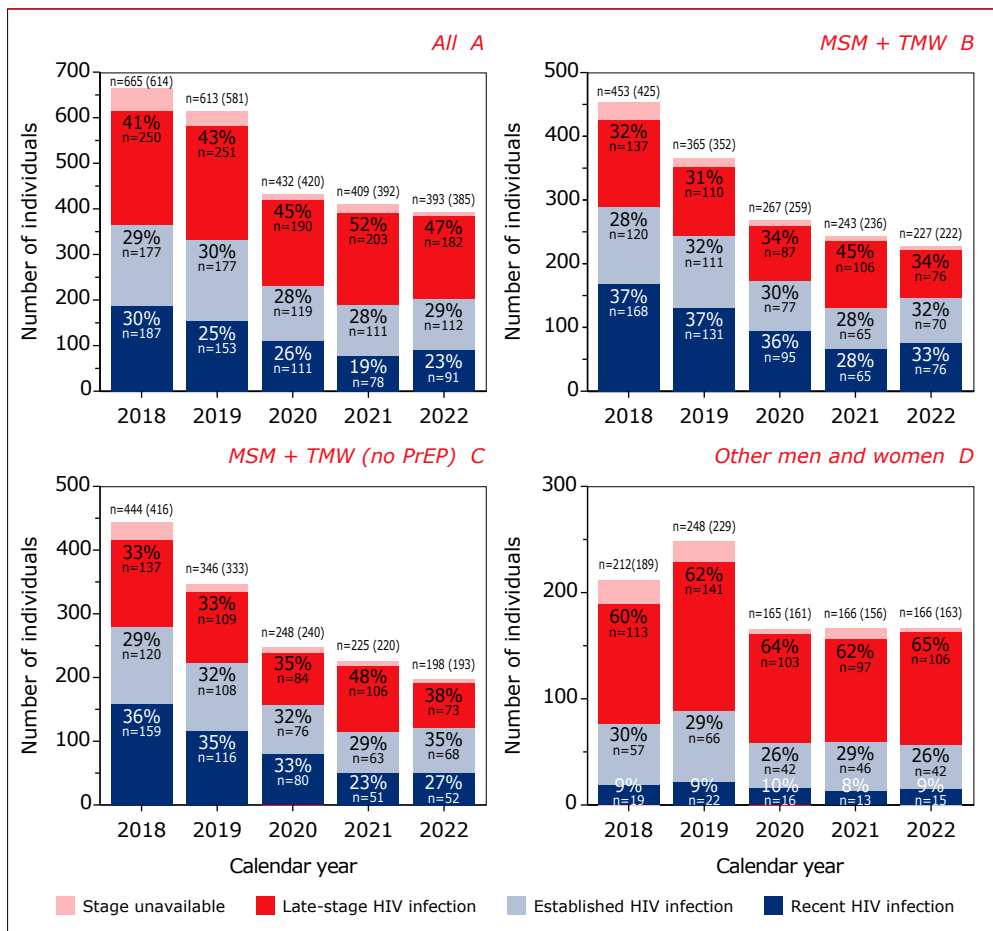 All A
Number of individuals
700
600
500
400
300
200
100
0
n=665 (614)
41%
n=250
29%
n=177
30%
n=187
n=613 (581)
43%
n=251
30%
n=177
25%
n=153
n=432 (420)
45%
n=190
28%
n=119
26%
n=111
n=409 (392)
52%
n=203
28%
n=111
19%
n=78
n=393 (385)
47%
n=182
29%
n=112
23%
n=91
2018 2019 2020 2021 2022
MSM + TMW B
Number of individuals
500
400
300
200
100
0
n=453 (425)
32%
n=137
28%
n=120
37%
n=168
n=365 (352)
31%
n=110
32%
n=111
37%
n=131
n=267 (259)
34%
n=87
30%
n=77
36%
n=95
n=243 (236)
45%
n=106
28%
n=65
28%
n=65
n=227 (222)
34%
n=76
32%
n=70
33%
n=76
2018 2019 2020 2021 2022
MSM + TMW (no PrEP) C
Number of individuals
500
400
300
200
100
0
n=444 (416)
33%
n=137
29%
n=120
36%
n=159
n=346 (333)
33%
n=109
32%
n=108
35%
n=116
n=248 (240)
35%
n=84
32%
n=76
33%
n=80
n=225 (220)
48%
n=106
29%
n=63
23%
n=51
n=198 (193)
38%
n=73
35%
n=68
27%
n=52
2018 2019 2020 2021 2022
Calendar year
Other men and women D
Number of individuals
300
200
100
0
n=212(189)
60%
n=113
30%
n=57
9%
n=19
n=248 (229)
62%
n=141
29%
n=66
9%
n=22
n=165 (161)
64%
n=103
26%
n=42
10%
n=16
n=166 (156)
62%
n=97
29%
n=46
8%
n=13
n=166 (163)
65%
n=106
26%
n=42
9%
n=15
2018 2019 2020 2021 2022
Calendar year
Stage unavailable
Late-stage HIV infection
Established HIV infection
Recent HIV infection